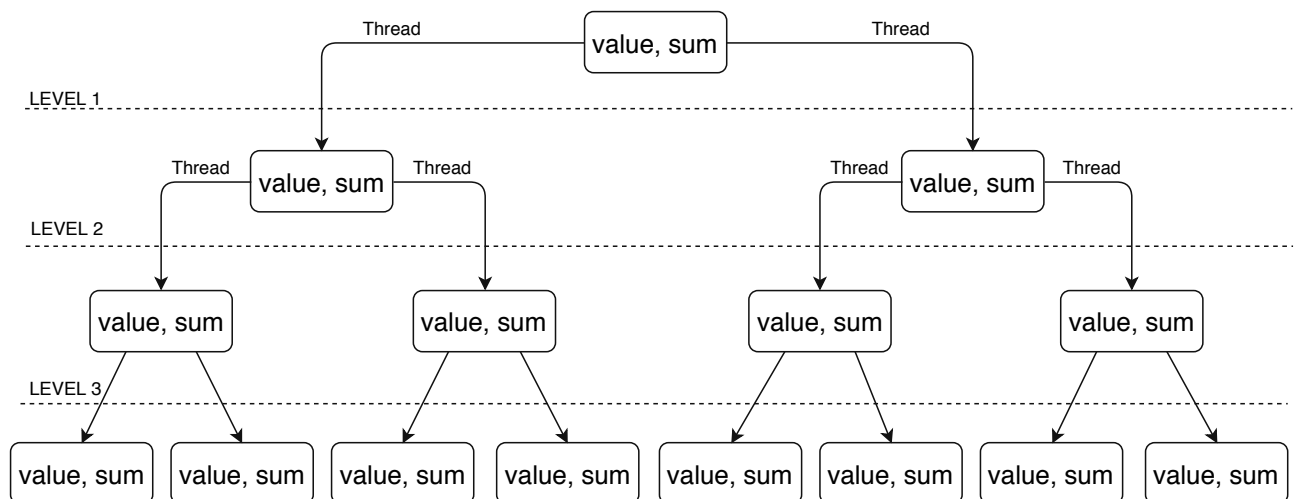 Thread
value, sum
Thread
LEVEL 1
Thread
value, sum
Thread
Thread
value, sum
Thread
LEVEL 2
value, sum
value, sum
value, sum
value, sum
LEVEL 3
value, sum
value, sum
value, sum
value, sum
value, sum
value, sum
value, sum
value, sum